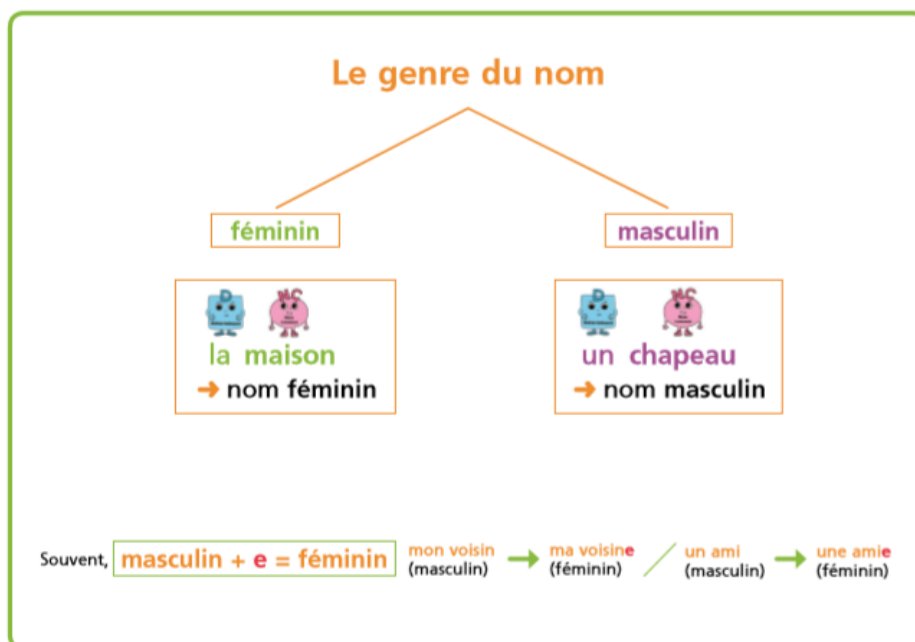 Le genre du nom
féminin
masculin
D
NC
la maison
→ nom féminin
D
NC
un chapeau
→ nom masculin
Souvent, masculin + e = féminin mon voisin → ma voisine / un ami → une amie
(masculin) (féminin) (masculin) (féminin)